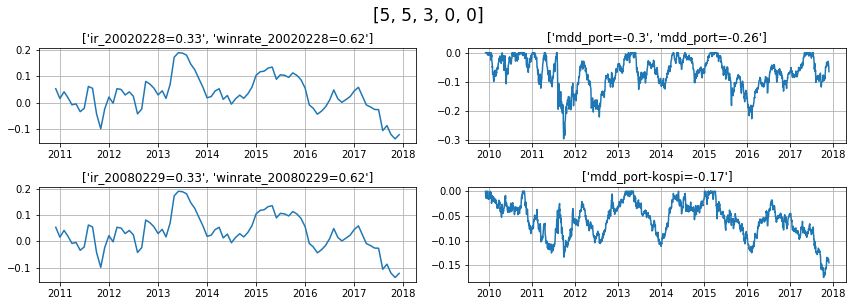 [5, 5, 3, 0, 0]
['ir_20020228=0.33', 'winrate_20020228=0.62']
0.2
0.1
0.0
−0.1
2011 2012 2013 2014 2015 2016 2017 2018
['mdd_port=-0.3', 'mdd_port=-0.26']
0.0
−0.1
−0.2
−0.3
2010 2011 2012 2013 2014 2015 2016 2017 2018
['ir_20080229=0.33', 'winrate_20080229=0.62']
0.2
0.1
0.0
−0.1
2011 2012 2013 2014 2015 2016 2017 2018
['mdd_port-kospi=-0.17']
0.00
−0.05
−0.10
−0.15
2010 2011 2012 2013 2014 2015 2016 2017 2018